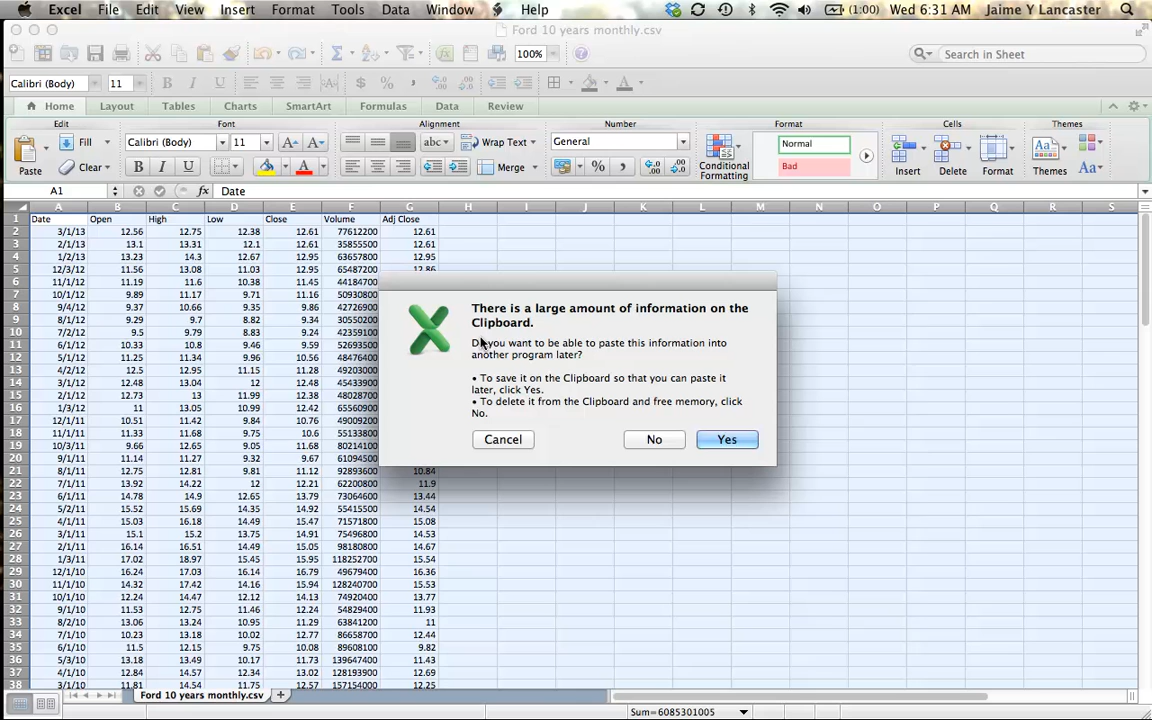 Excel File Edit View Insert Format Tools Data Window Help (1:00) Wed 6:31 AM Jaime Y Lancaster
Ford 10 years monthly.csv
100% Search in Sheet
Calibri (Body) 11 B I U ABC $ % A
Home Layout Tables Charts SmartArt Formulas Data Review
Edit Font Alignment Number Format Cells Themes
Fill Calibri (Body) 11 A A abc Wrap Text General Normal
Paste Clear B I U A Merge % Conditional Formatting Bad Insert Delete Format Themes Aa
A1 fx Date
A B C D E F G H I J K L M N O P Q R S
1 Date Open High Low Close Volume Adj Close
2 3/1/13 12.56 12.75 12.38 12.61 77612200 12.61
3 2/1/13 13.1 13.31 12.1 12.61 35855500 12.61
4 1/2/13 13.23 14.3 12.67 12.95 63657800 12.95
5 12/3/12 11.56 13.08 11.03 12.95 65487200 12.86
6 11/1/12 11.19 11.6 10.38 11.45 44184700
7 10/1/12 9.89 11.17 9.71 11.16 50930800
8 9/4/12 9.37 10.66 9.35 9.86 42726900
9 8/1/12 9.29 9.7 8.82 9.34 30550200
10 7/2/12 9.5 9.79 8.83 9.24 42359100
11 6/1/12 10.33 10.8 9.46 9.59 52693500
12 5/1/12 11.25 11.34 9.96 10.56 48476400
13 4/2/12 12.5 12.95 11.15 11.28 49203000
14 3/1/12 12.48 13.04 12 12.48 45433900
15 2/1/12 12.73 13 11.99 12.38 48028700
16 1/3/12 11 13.05 10.99 12.42 65560900
17 12/1/11 10.51 11.42 9.84 10.76 49009200
18 11/1/11 11.33 11.68 9.75 10.6 55133800
19 10/3/11 9.66 12.65 9.05 11.68 80214100
20 9/1/11 11.14 11.27 9.32 9.67 61094500
21 8/1/11 12.75 12.81 9.81 11.12 92893600 10.84
22 7/1/11 13.92 14.22 12 12.21 62200800 11.9
23 6/1/11 14.78 14.9 12.65 13.79 73064600 13.44
24 5/2/11 15.52 15.69 14.35 14.92 55415500 14.54
25 4/1/11 15.03 16.18 14.49 15.47 71571800 15.08
26 3/1/11 15.1 15.2 13.75 14.91 75496800 14.53
27 2/1/11 16.14 16.51 14.49 15.05 98180800 14.67
28 1/3/11 17.02 18.97 15.45 15.95 118252700 15.54
29 12/1/10 16.24 17.03 16.14 16.79 49679400 16.36
30 11/1/10 14.32 17.42 14.16 15.94 128240700 15.53
31 10/1/10 12.24 14.47 12.12 14.13 74920400 13.77
32 9/1/10 11.53 12.75 11.46 12.24 54829400 11.93
33 8/2/10 13.06 13.24 10.95 11.29 63841200 11
34 7/1/10 10.23 13.18 10.02 12.77 86658700 12.44
35 6/1/10 11.5 12.15 9.75 10.08 89608100 9.82
36 5/3/10 13.18 13.49 10.17 11.73 139647400 11.43
37 4/1/10 12.84 14.57 12.34 13.02 128193900 12.69
38 3/1/10 11.81 14.54 11.75 12.57 157154000 12.25
There is a large amount of information on the
Clipboard.
Do you want to be able to paste this information into
another program later?
• To save it on the Clipboard so that you can paste it
later, click Yes.
• To delete it from the Clipboard and free memory, click
No.
Cancel No Yes
Ford 10 years monthly.csv
Sum=6085301005